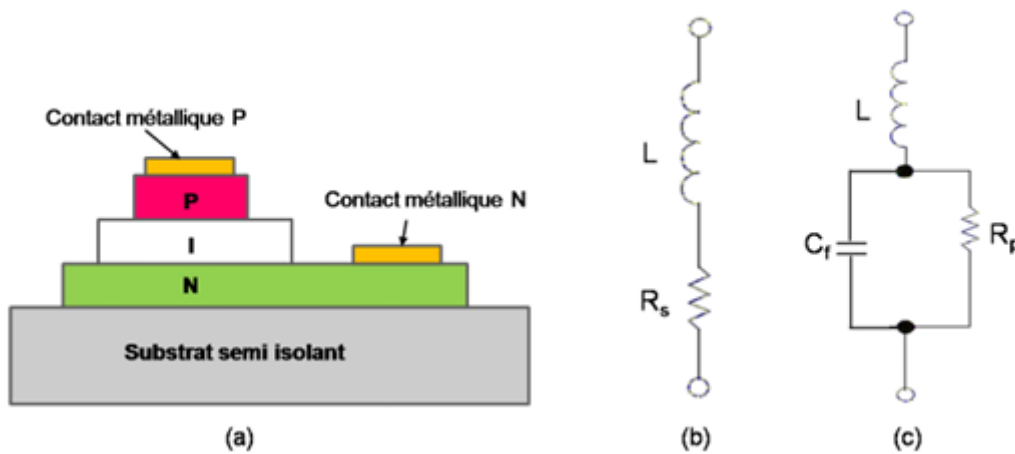 Contact métallique P
Contact métallique N
P
I
N
Substrat semi isolant
(a)
L
Rs
(b)
L
Cf
Rp
(c)